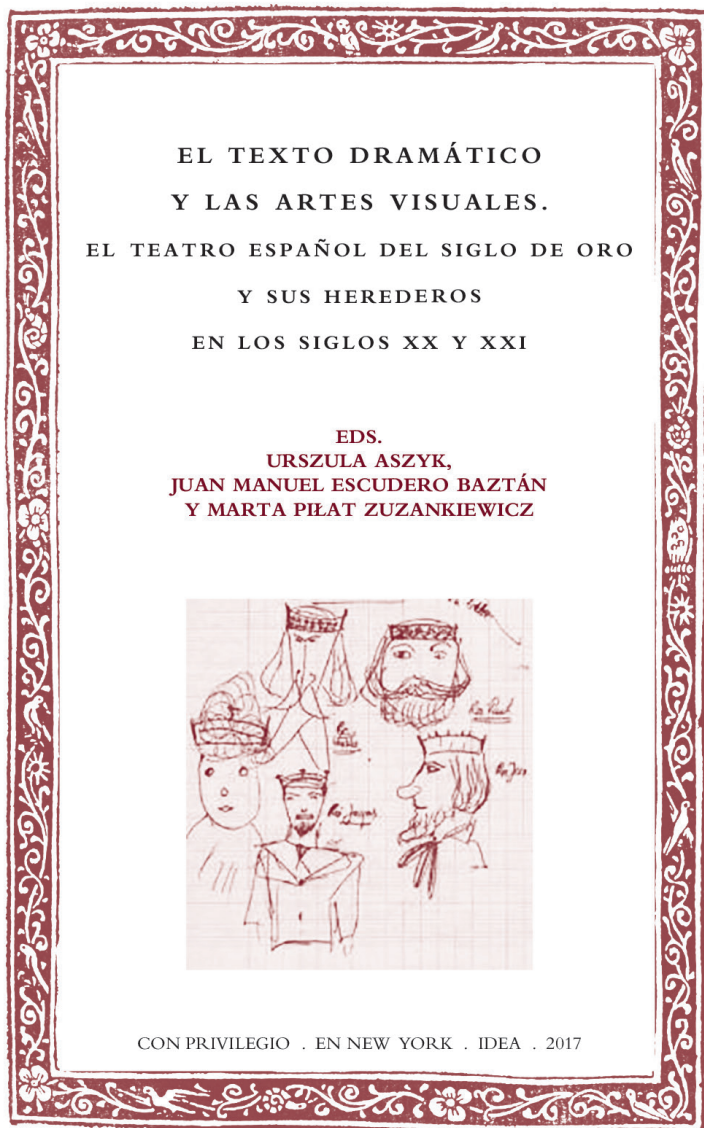 EL TEXTO DRAMÁTICO
Y LAS ARTES VISUALES.
EL TEATRO ESPAÑOL DEL SIGLO DE ORO
Y SUS HEREDEROS
EN LOS SIGLOS XX Y XXI
EDS.
URSZULA ASZYK,
JUAN MANUEL ESCUDERO BAZTÁN
Y MARTA PIŁAT ZUZANKIEWICZ
CON PRIVILEGIO . EN NEW YORK . IDEA . 2017